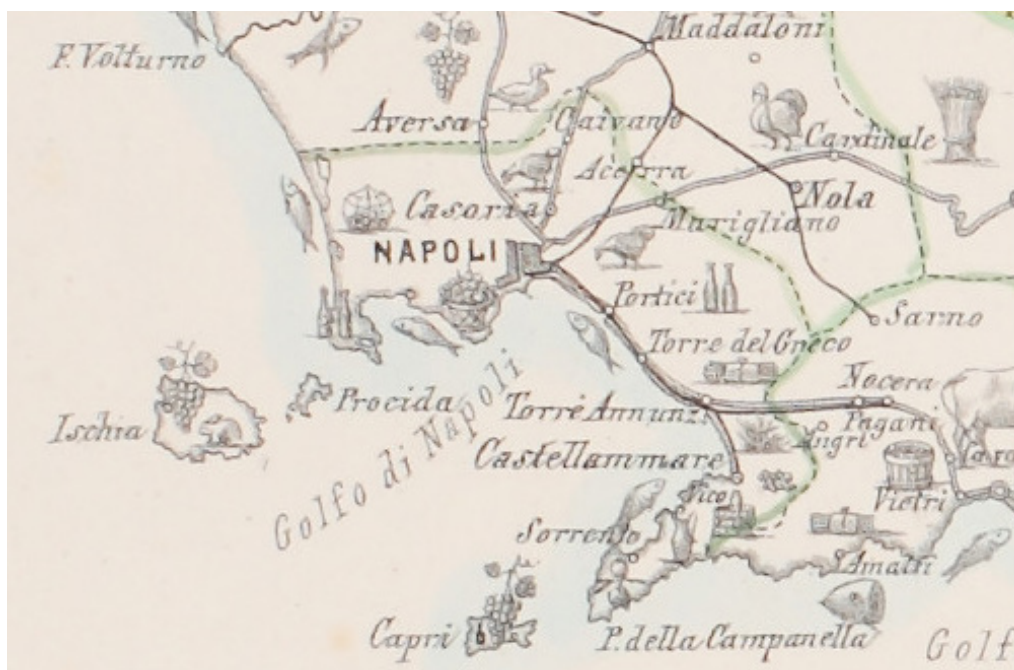 Maddaloni
F. Volturno
Aversa
Caivano
Cardinale
Acerra
Nola
Casoria
Marigliano
NAPOLI
Portici
Sarno
Torre del Greco
Nocera
Procida
Torre Annunz.
Pagani
Ischia
Angri
Castellammare
Golfo di Napoli
Vico
Vietri
Sorrento
Amalfi
Capri
P. della Campanella
Golf